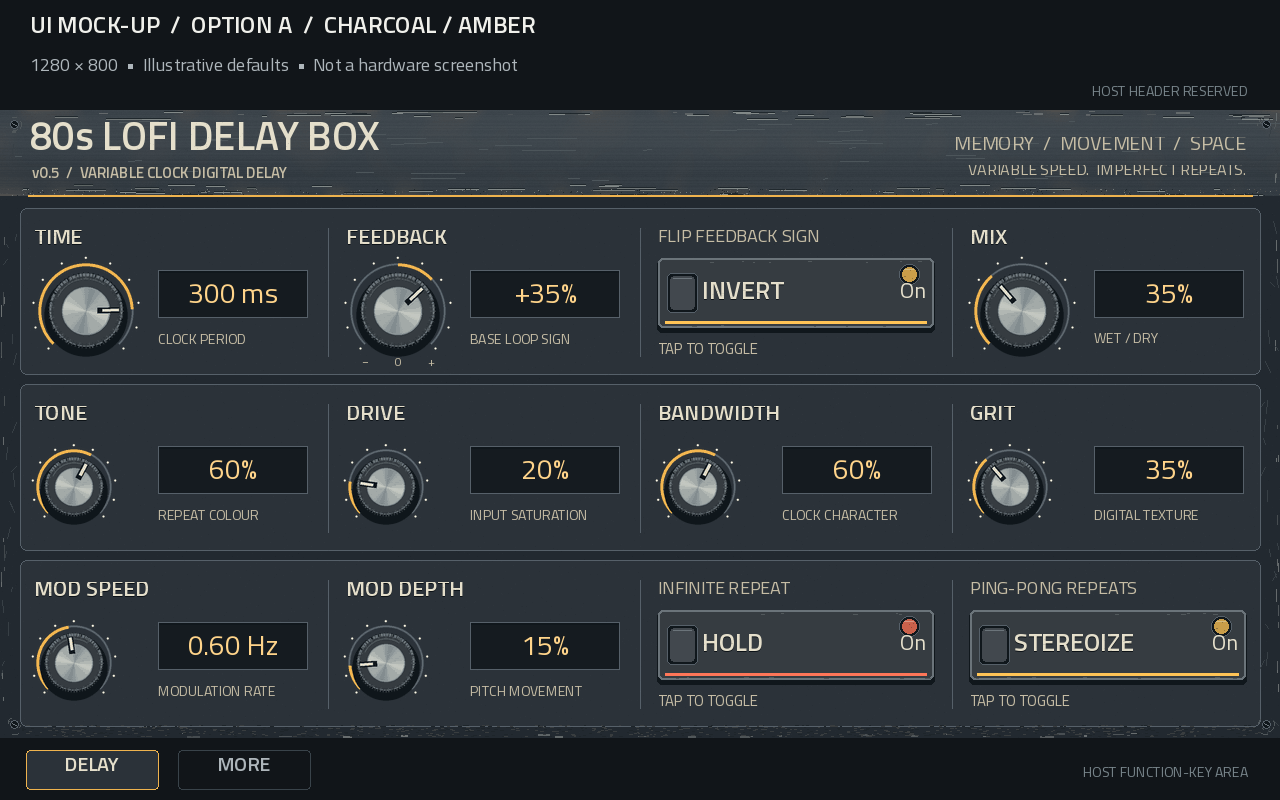 UI MOCK-UP / OPTION A / CHARCOAL / AMBER
1280 × 800 ▪ Illustrative defaults ▪ Not a hardware screenshot
HOST HEADER RESERVED
80s LOFI DELAY BOX
MEMORY / MOVEMENT / SPACE
v0.5 / VARIABLE CLOCK DIGITAL DELAY
VARIABLE SPEED. IMPERFECT REPEATS.
TIME
300 ms
CLOCK PERIOD
FEEDBACK
+35%
BASE LOOP SIGN
− 0 +
FLIP FEEDBACK SIGN
INVERT
On
TAP TO TOGGLE
MIX
35%
WET / DRY
TONE
60%
REPEAT COLOUR
DRIVE
20%
INPUT SATURATION
BANDWIDTH
60%
CLOCK CHARACTER
GRIT
35%
DIGITAL TEXTURE
MOD SPEED
0.60 Hz
MODULATION RATE
MOD DEPTH
15%
PITCH MOVEMENT
INFINITE REPEAT
HOLD
On
TAP TO TOGGLE
PING-PONG REPEATS
STEREOIZE
On
TAP TO TOGGLE
DELAY
MORE
HOST FUNCTION-KEY AREA